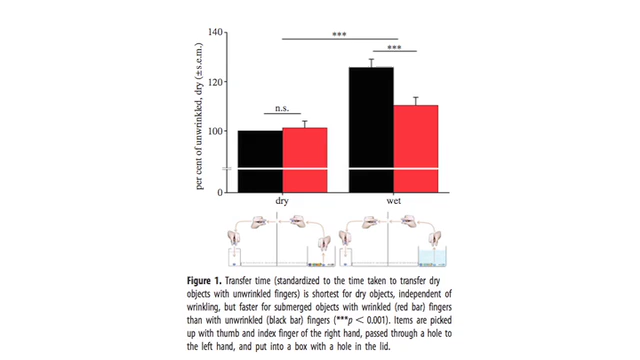 140
120
100
0
per cent of unwrinkled, dry (±s.e.m.)
***
***
n.s.
dry
wet
Figure 1. Transfer time (standardized to the time taken to transfer dry
objects with unwrinkled fingers) is shortest for dry objects, independent of
wrinkling, but faster for submerged objects with wrinkled (red bar) fingers
than with unwrinkled (black bar) fingers (***p < 0.001). Items are picked
up with thumb and index finger of the right hand, passed through a hole to
the left hand, and put into a box with a hole in the lid.